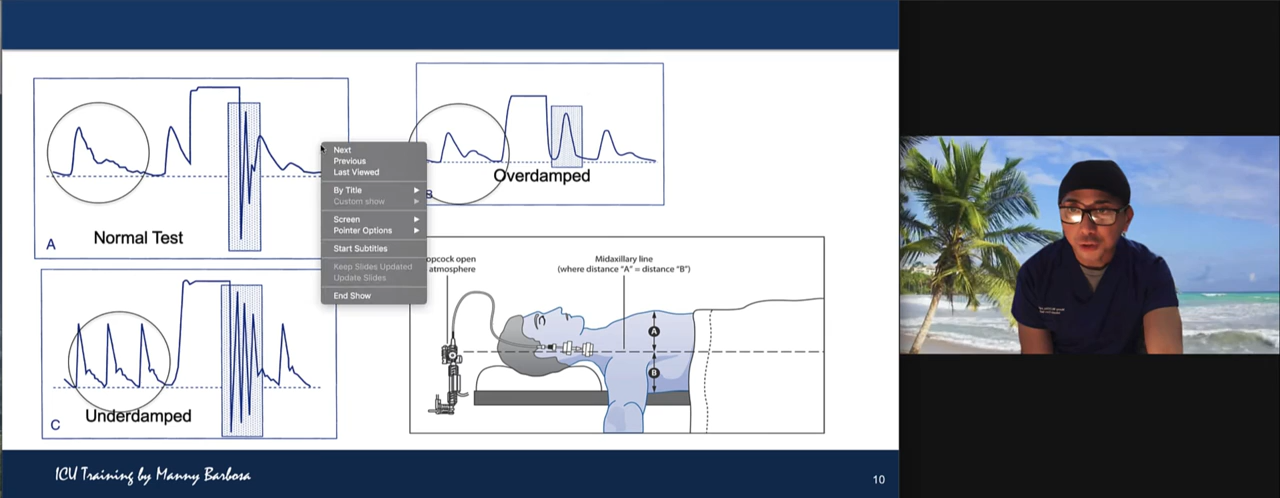 A
Normal Test
Overdamped
B
Next
Previous
Last Viewed
By Title
Custom show
Screen
Pointer Options
Start Subtitles
Keep Slides Updated
Update Slides
End Show
C
Underdamped
opcock open
atmosphere
Midaxillary line
(where distance “A” = distance “B”)
A
B
ICU Training by Manny Barbosa
10